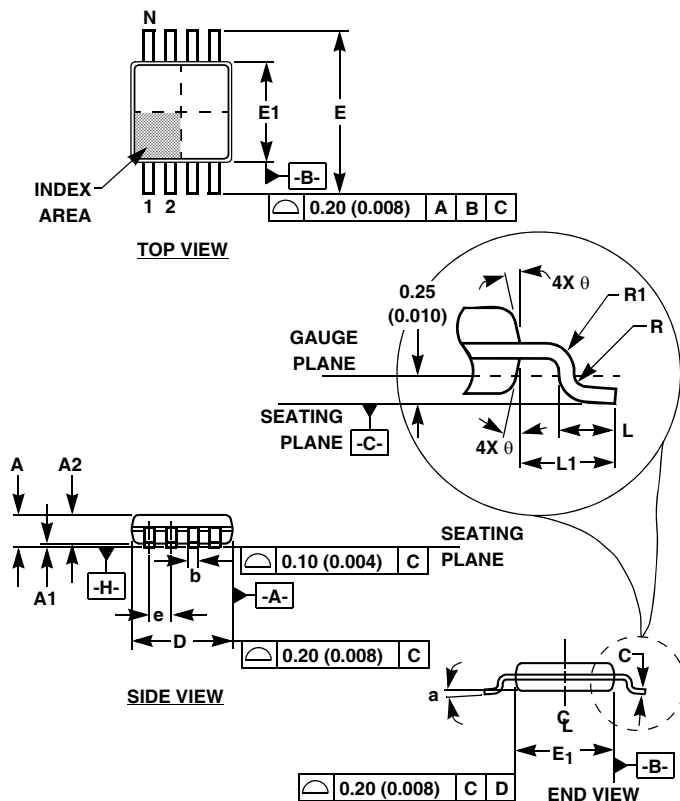 N
E1
E
-B-
INDEX
AREA
1 2
0.20 (0.008) A B C
TOP VIEW
0.25
(0.010)
4X θ
R1
R
GAUGE
PLANE
SEATING
PLANE
-C-
4X θ
L
L1
A
A2
SEATING
PLANE
0.10 (0.004) C
b
-H-
A1
-A-
e
D
0.20 (0.008) C
SIDE VIEW
C
a
CL
E1
-B-
0.20 (0.008) C D
END VIEW